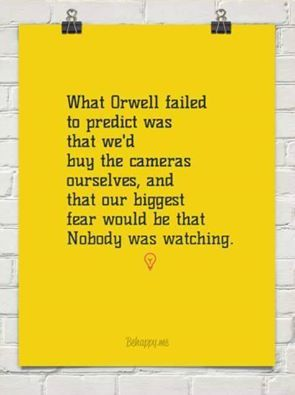 What Orwell failed
to predict was
that we'd
buy the cameras
ourselves, and
that our biggest
fear would be that
Nobody was watching.
Behappy.me